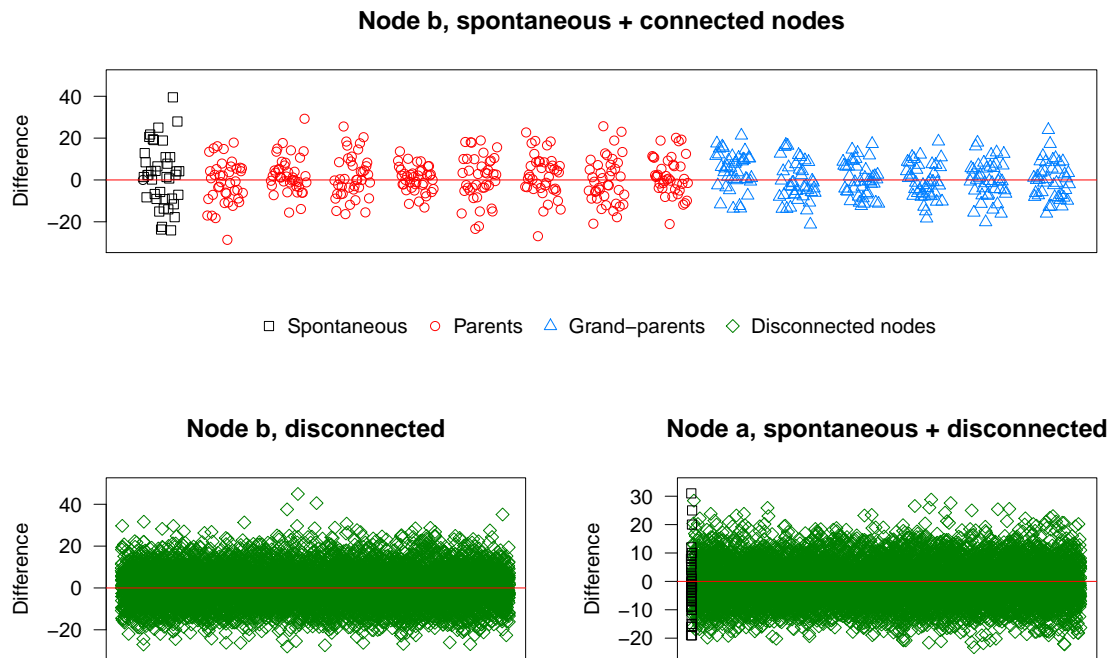 Node b, spontaneous + connected nodes
Difference
40
20
0
−20
Spontaneous Parents Grand−parents Disconnected nodes
Node b, disconnected
Difference
40
20
0
−20
Node a, spontaneous + disconnected
Difference
30
20
10
0
−10
−20